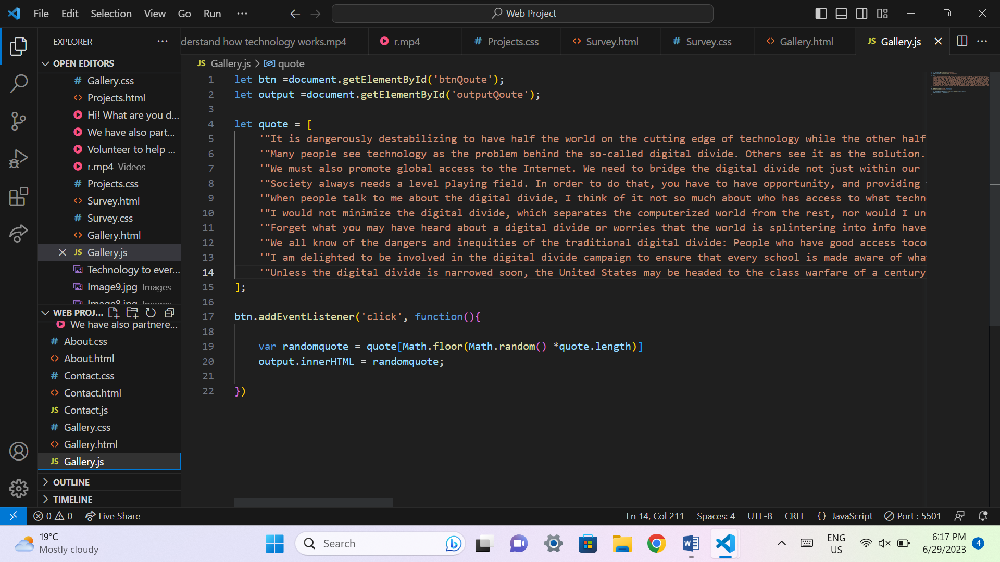 File Edit Selection View Go Run ···
Web Project
EXPLORER
derstand how technology works.mp4 r.mp4 # Projects.css <> Survey.html # Survey.css <> Gallery.html JS Gallery.js
OPEN EDITORS
# Gallery.css
<> Projects.html
Hi! What are you d...
We have also part...
Volunteer to help ...
r.mp4 Videos
# Projects.css
<> Survey.html
# Survey.css
<> Gallery.html
JS Gallery.js
Technology to ever...
Image9.jpg Images
Image8.jpg Images
WEB PROJ...
We have also partnere...
# About.css
<> About.html
# Contact.css
<> Contact.html
JS Contact.js
# Gallery.css
<> Gallery.html
JS Gallery.js
OUTLINE
TIMELINE
JS Gallery.js > quote
1 let btn =document.getElementById('btnQoute');
2 let output =document.getElementById('outputQoute');
3
4 let quote = [
5 '"It is dangerously destabilizing to have half the world on the cutting edge of technology while the other half
6 '"Many people see technology as the problem behind the so-called digital divide. Others see it as the solution.
7 '"We must also promote global access to the Internet. We need to bridge the digital divide not just within our
8 '"Society always needs a level playing field. In order to do that, you have to have opportunity, and providing
9 '"When people talk to me about the digital divide, I think of it not so much about who has access to what techn
10 '"I would not minimize the digital divide, which separates the computerized world from the rest, nor would I un
11 '"Forget what you may have heard about a digital divide or worries that the world is splintering into info have
12 '"We all know of the dangers and inequities of the traditional digital divide: People who have good access toco
13 '"I am delighted to be involved in the digital divide campaign to ensure that every school is made aware of wha
14 '"Unless the digital divide is narrowed soon, the United States may be headed to the class warfare of a century
15 ];
16
17 btn.addEventListener('click', function(){
18
19 var randomquote = quote[Math.floor(Math.random() *quote.length)]
20 output.innerHTML = randomquote;
21
22 })
0 0 Live Share
Ln 14, Col 211 Spaces: 4 UTF-8 CRLF {} JavaScript Port : 5501
19°C
Mostly cloudy
Search
ENG
US
6:17 PM
6/29/2023
4